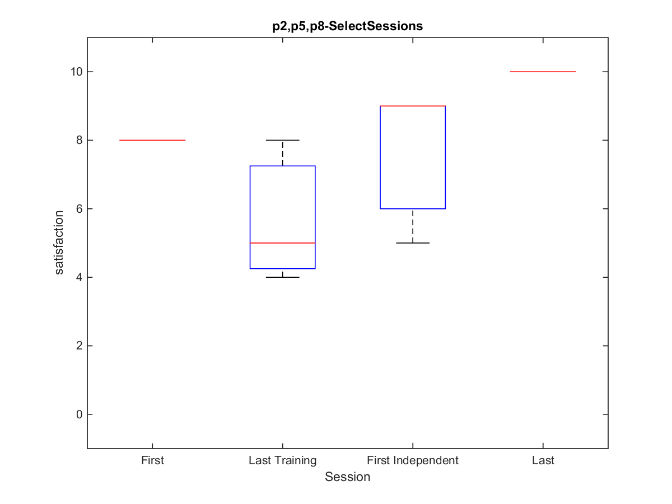 p2,p5,p8-SelectSessions
10
8
6
4
2
0
satisfaction
First
Last Training
First Independent
Last
Session